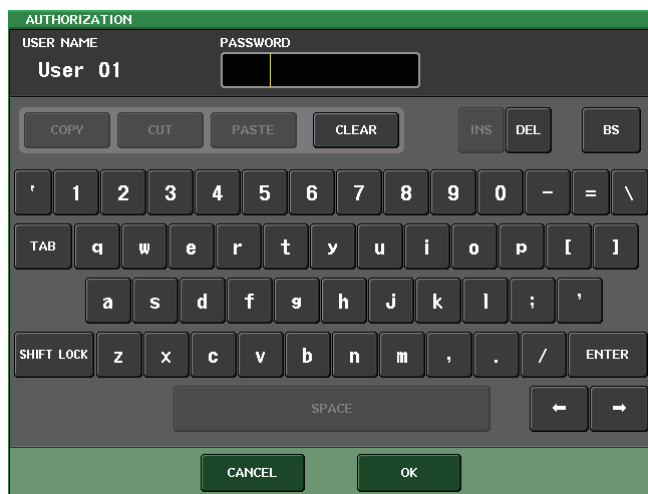 AUTHORIZATION
USER NAME PASSWORD
User 01
COPY CUT PASTE CLEAR INS DEL BS
' 1 2 3 4 5 6 7 8 9 0 - = \
TAB q w e r t y u i o p [ ]
a s d f g h j k l ; '
SHIFT LOCK z x c v b n m , . / ENTER
SPACE ← →
CANCEL OK